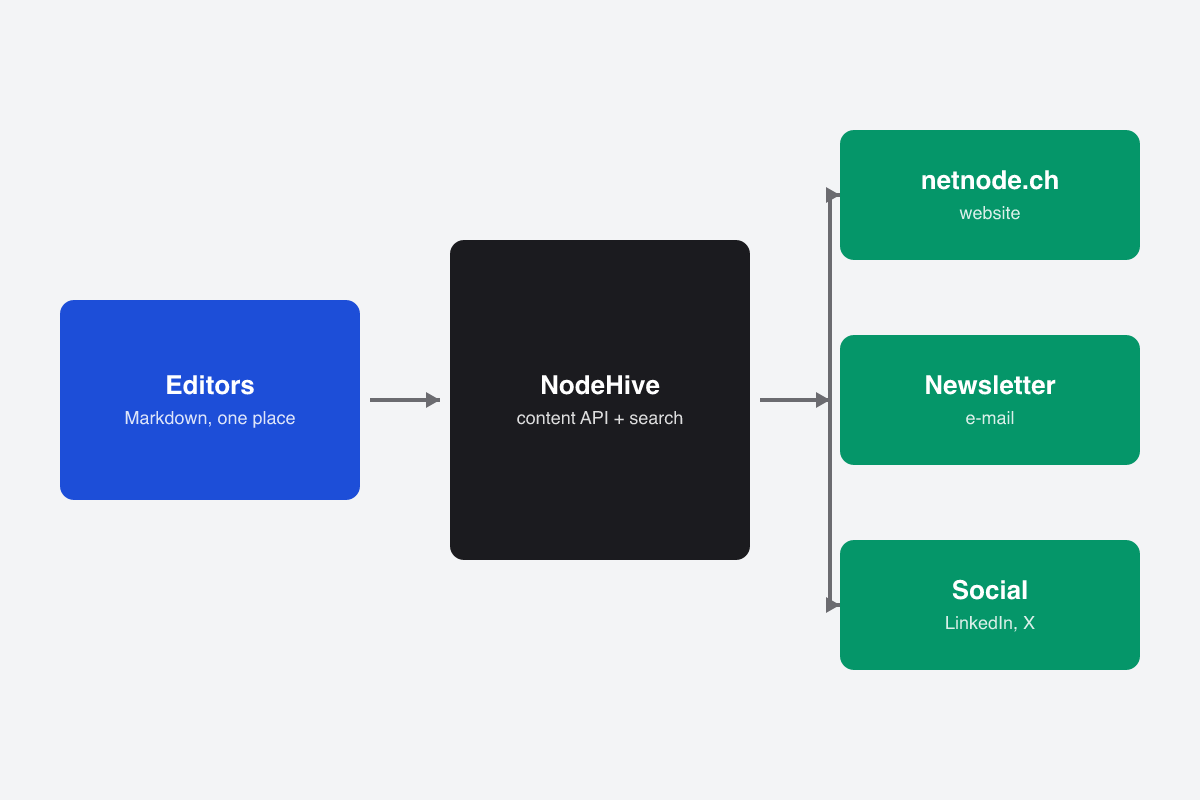 Editors
Markdown, one place
NodeHive
content API + search
netnode.ch
website
Newsletter
e-mail
Social
LinkedIn, X